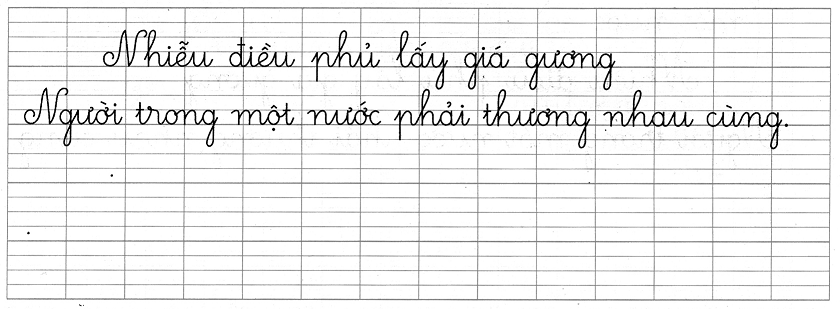 Nhiễu điều phủ lấy giá gương
Người trong một nước phải thương nhau cùng.